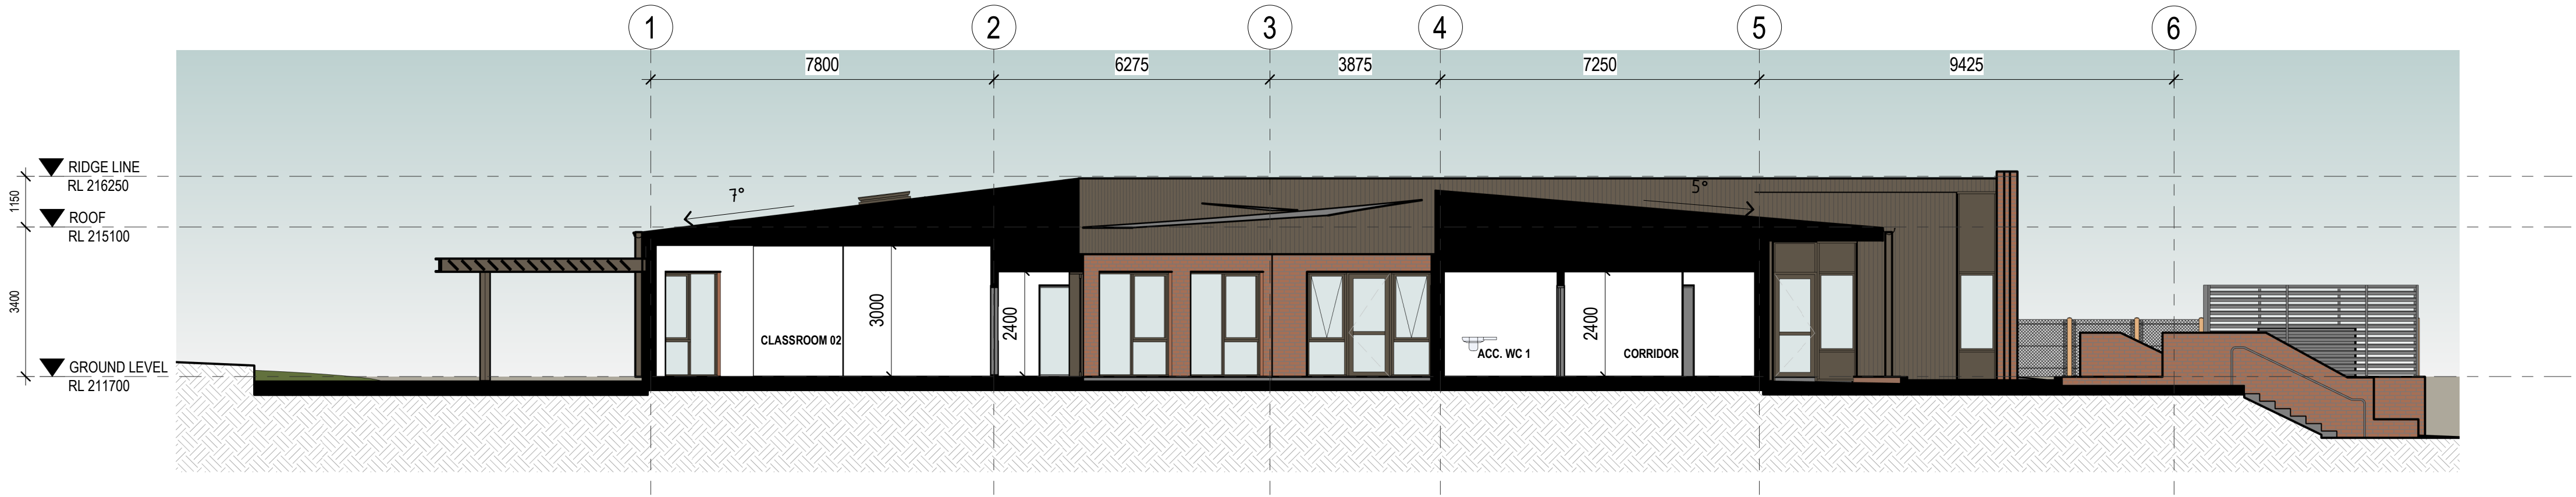 1 2 3 4 5 6
7800 6275 3875 7250 9425
RIDGE LINE
RL 216250
1150
7°
5°
ROOF
RL 215100
3400
3000
2400
2400
CLASSROOM 02
ACC. WC 1
CORRIDOR
GROUND LEVEL
RL 211700